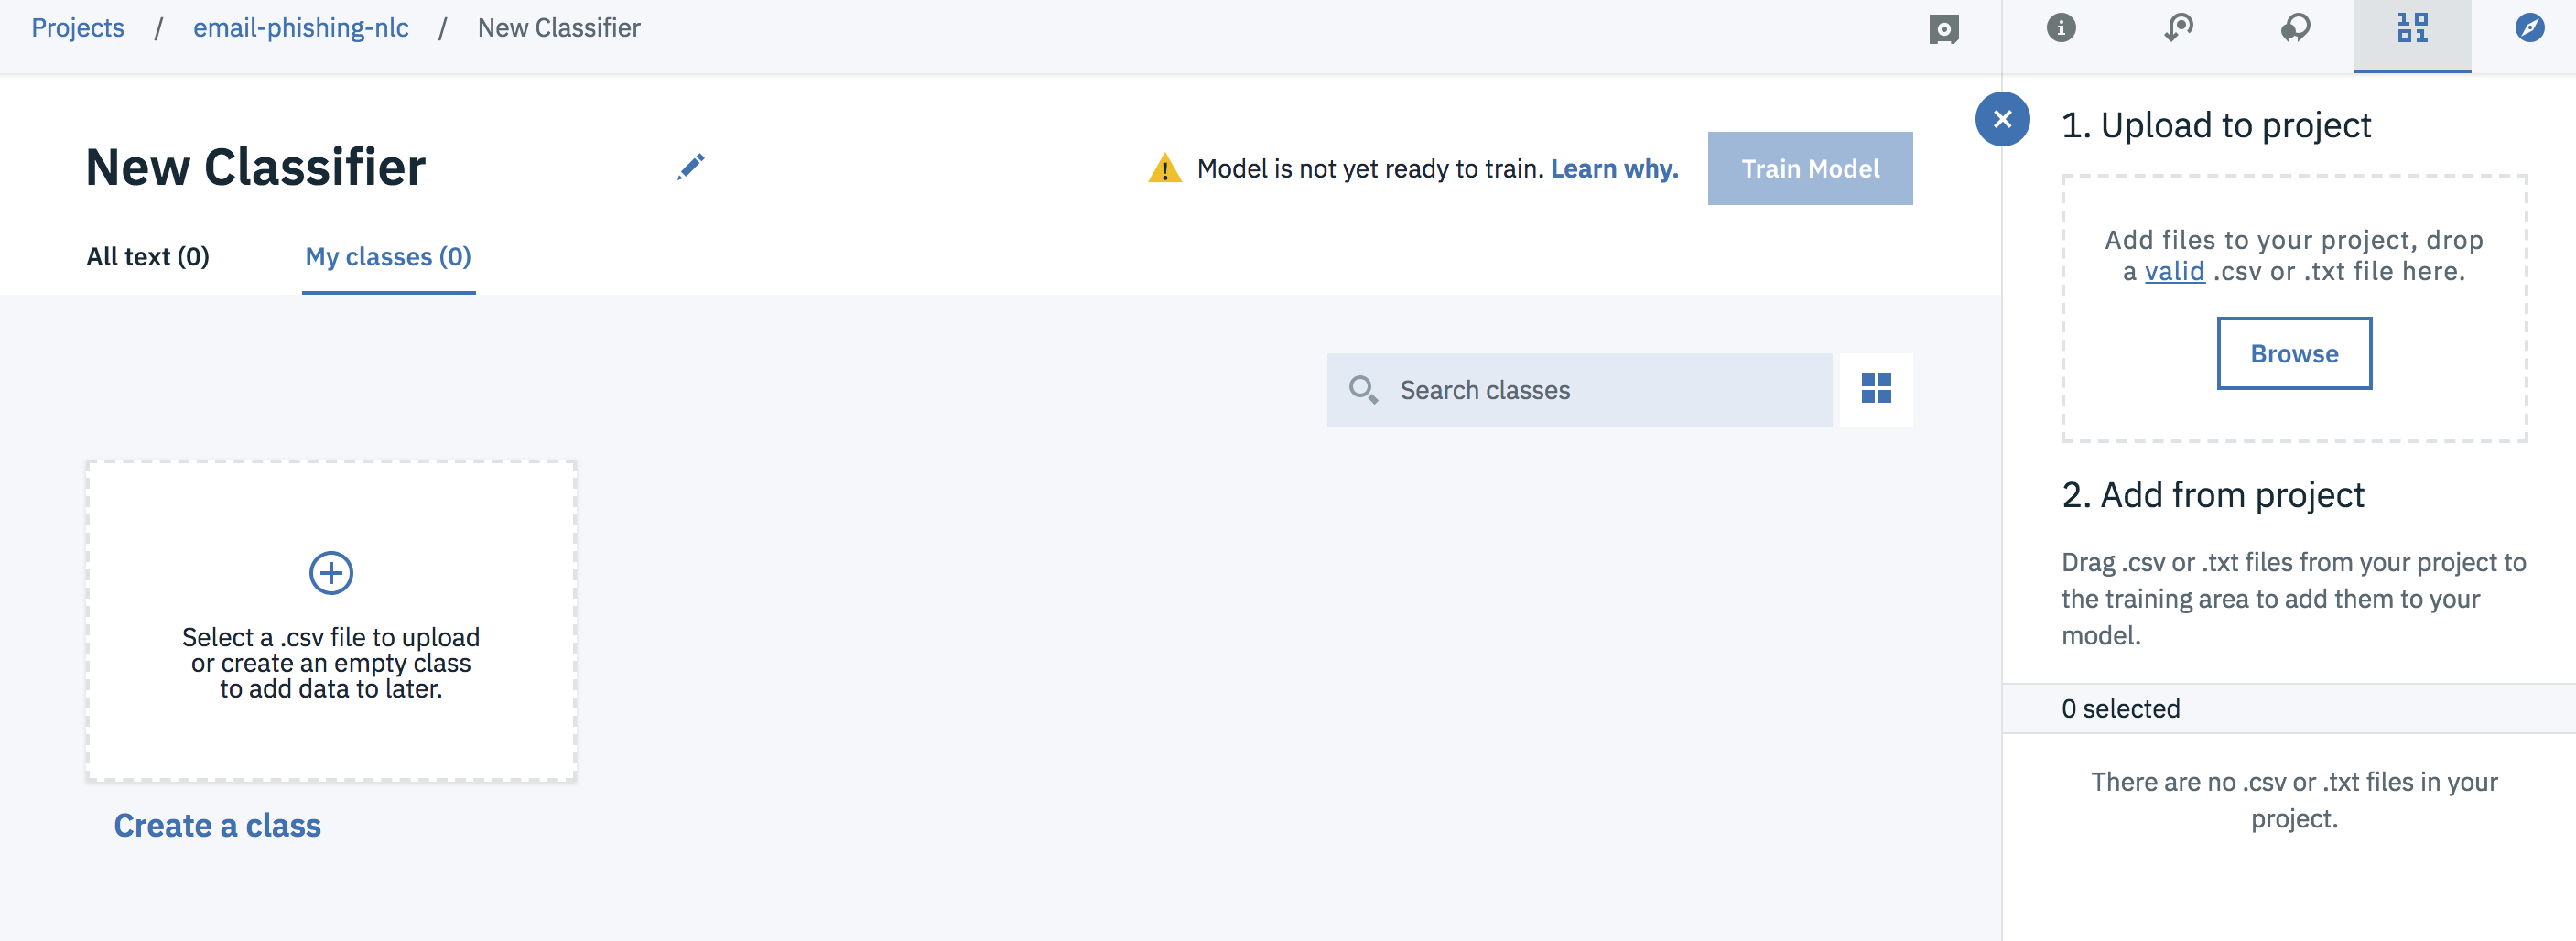 Projects / email-phishing-nlc / New Classifier
New Classifier
Model is not yet ready to train. Learn why.
Train Model
All text (0)
My classes (0)
Search classes
Select a .csv file to upload
or create an empty class
to add data to later.
Create a class
1. Upload to project
Add files to your project, drop
a valid .csv or .txt file here.
Browse
2. Add from project
Drag .csv or .txt files from your project to
the training area to add them to your
model.
0 selected
There are no .csv or .txt files in your
project.